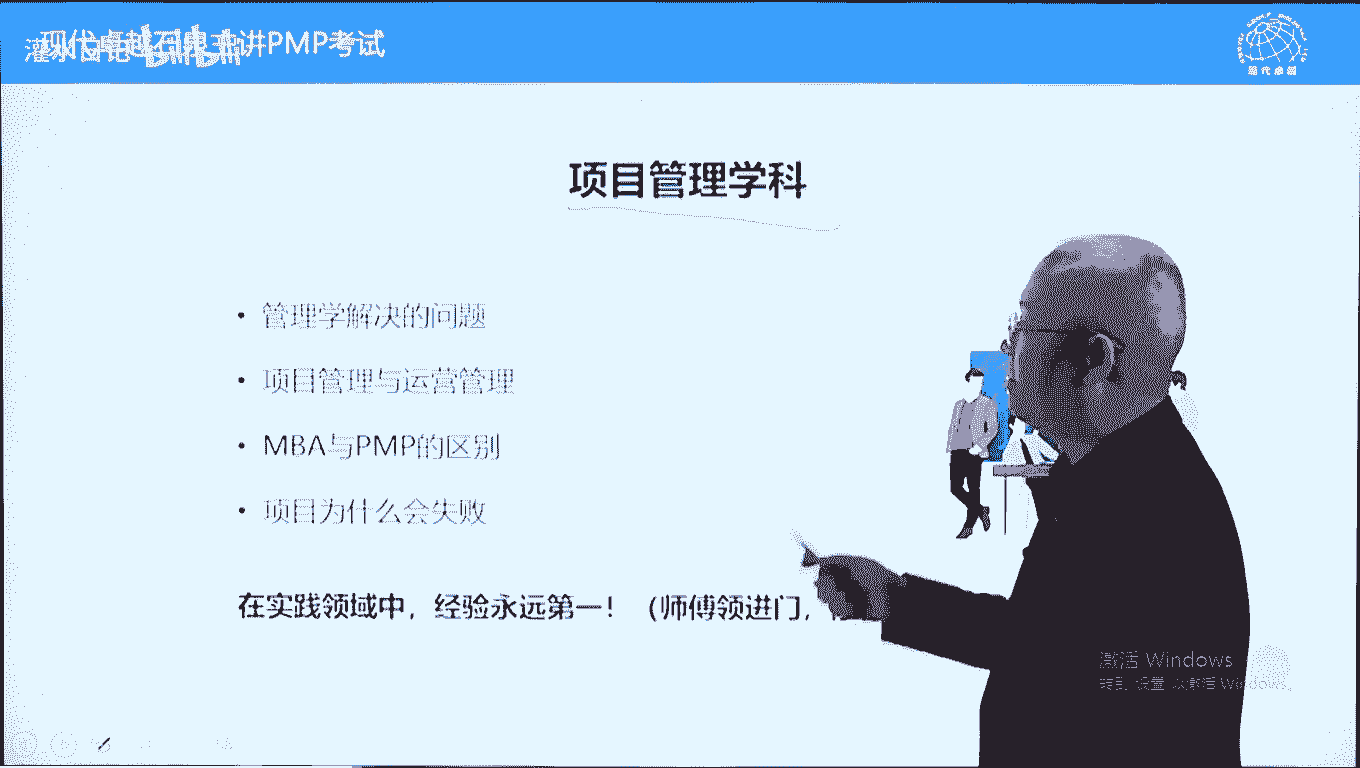 讲PMP考试
现代卓越
项目管理学科
• 管理学解决的问题
• 项目管理与运营管理
• MBA与PMP的区别
• 项目为什么会失败
在实践领域中，经验永远第一！（师傅领进门，
激活 Windows
转到“设置”以激活 Windows。